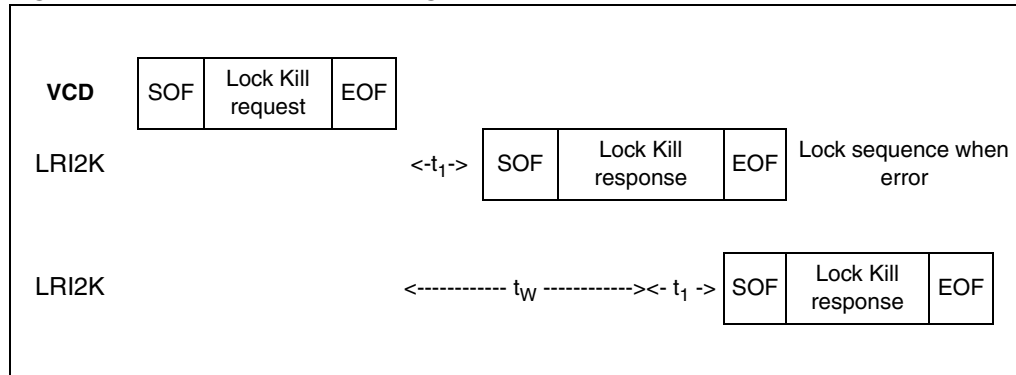 VCD SOF Lock Kill request EOF
LRI2K <-t1-> SOF Lock Kill response EOF Lock sequence when error
LRI2K <------------ tW ------------><- t1 -> SOF Lock Kill response EOF